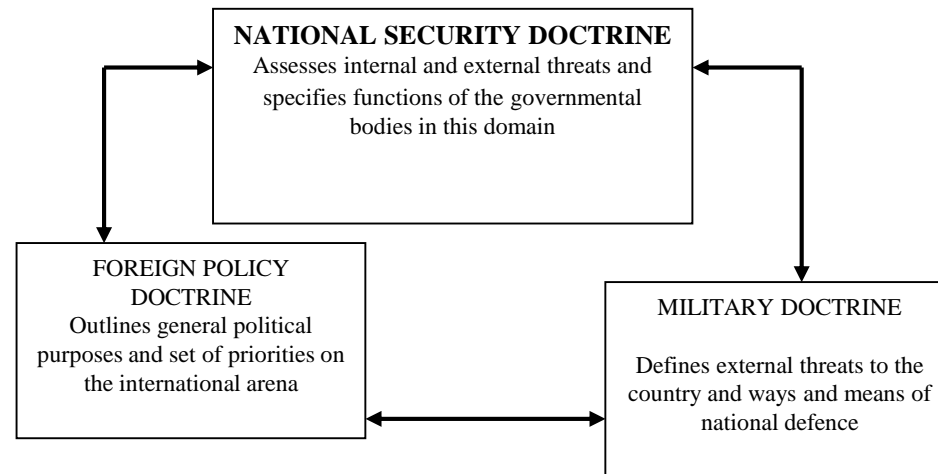 NATIONAL SECURITY DOCTRINE
Assesses internal and external threats and
specifies functions of the governmental
bodies in this domain
FOREIGN POLICY
DOCTRINE
Outlines general political
purposes and set of priorities on
the international arena
MILITARY DOCTRINE
Defines external threats to the
country and ways and means of
national defence